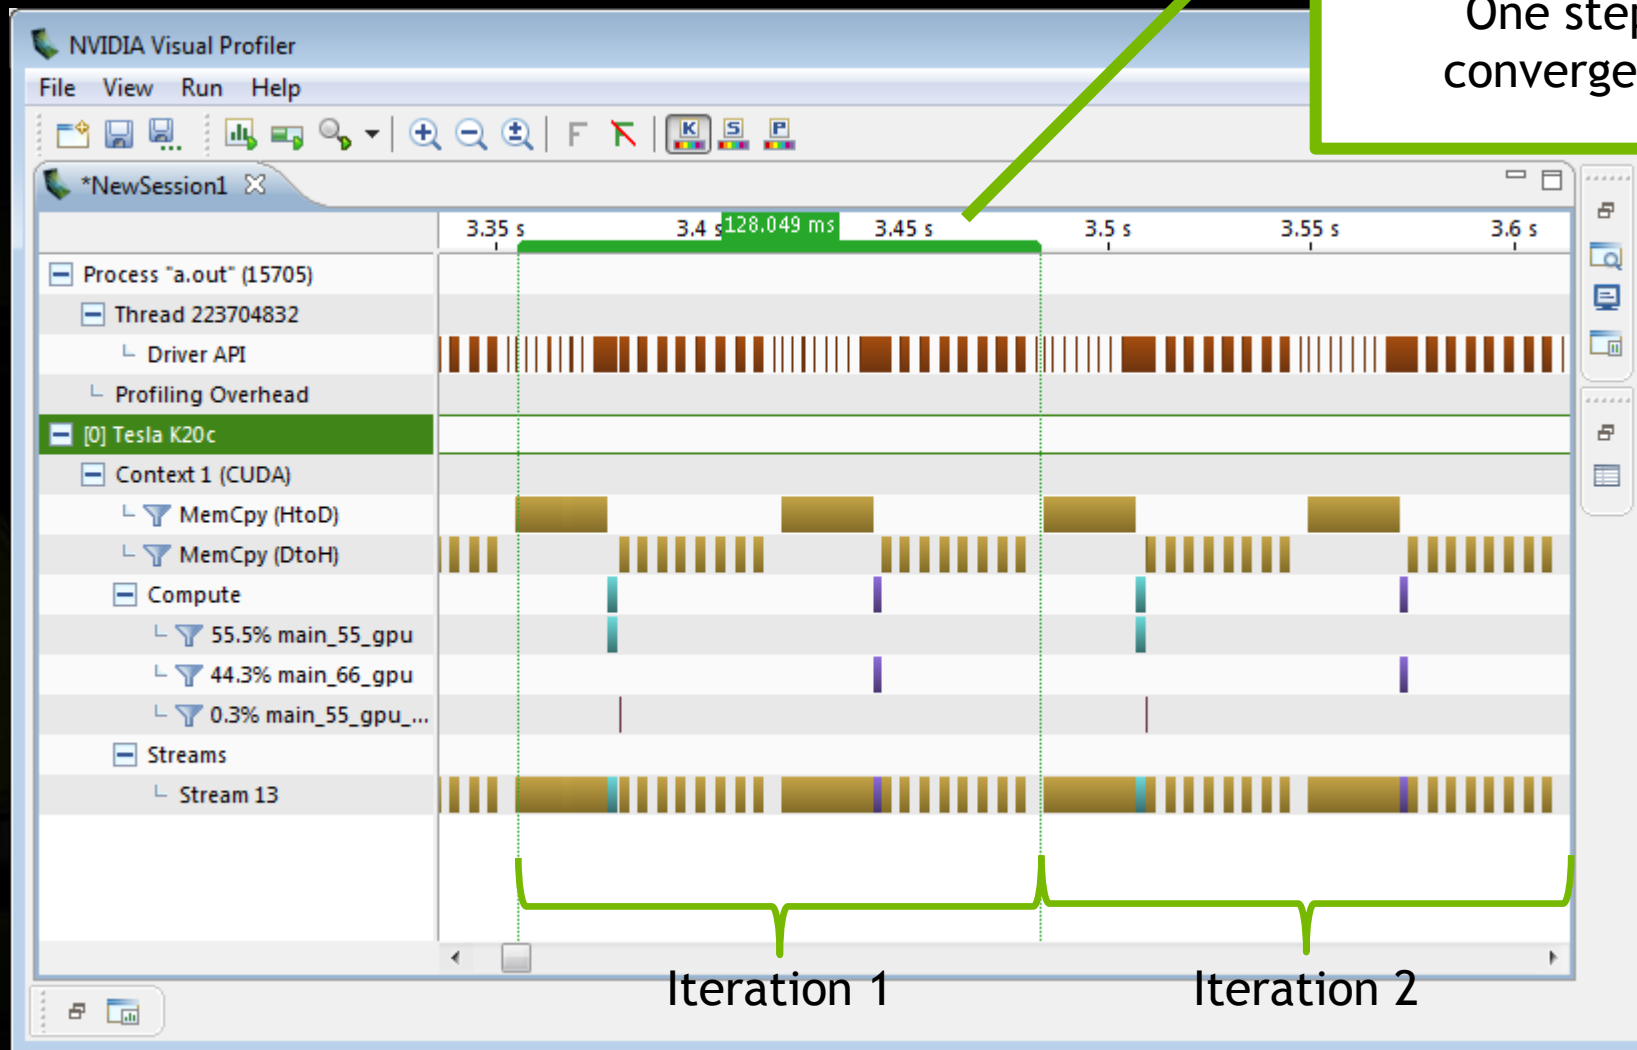 One step
converge
NVIDIA Visual Profiler
File View Run Help
F K S P
*NewSession1
3.35 s 3.4 s 128.049 ms 3.45 s 3.5 s 3.55 s 3.6 s
Process "a.out" (15705)
Thread 223704832
Driver API
Profiling Overhead
[0] Tesla K20c
Context 1 (CUDA)
MemCpy (HtoD)
MemCpy (DtoH)
Compute
55.5% main_55_gpu
44.3% main_66_gpu
0.3% main_55_gpu_...
Streams
Stream 13
Iteration 1 Iteration 2